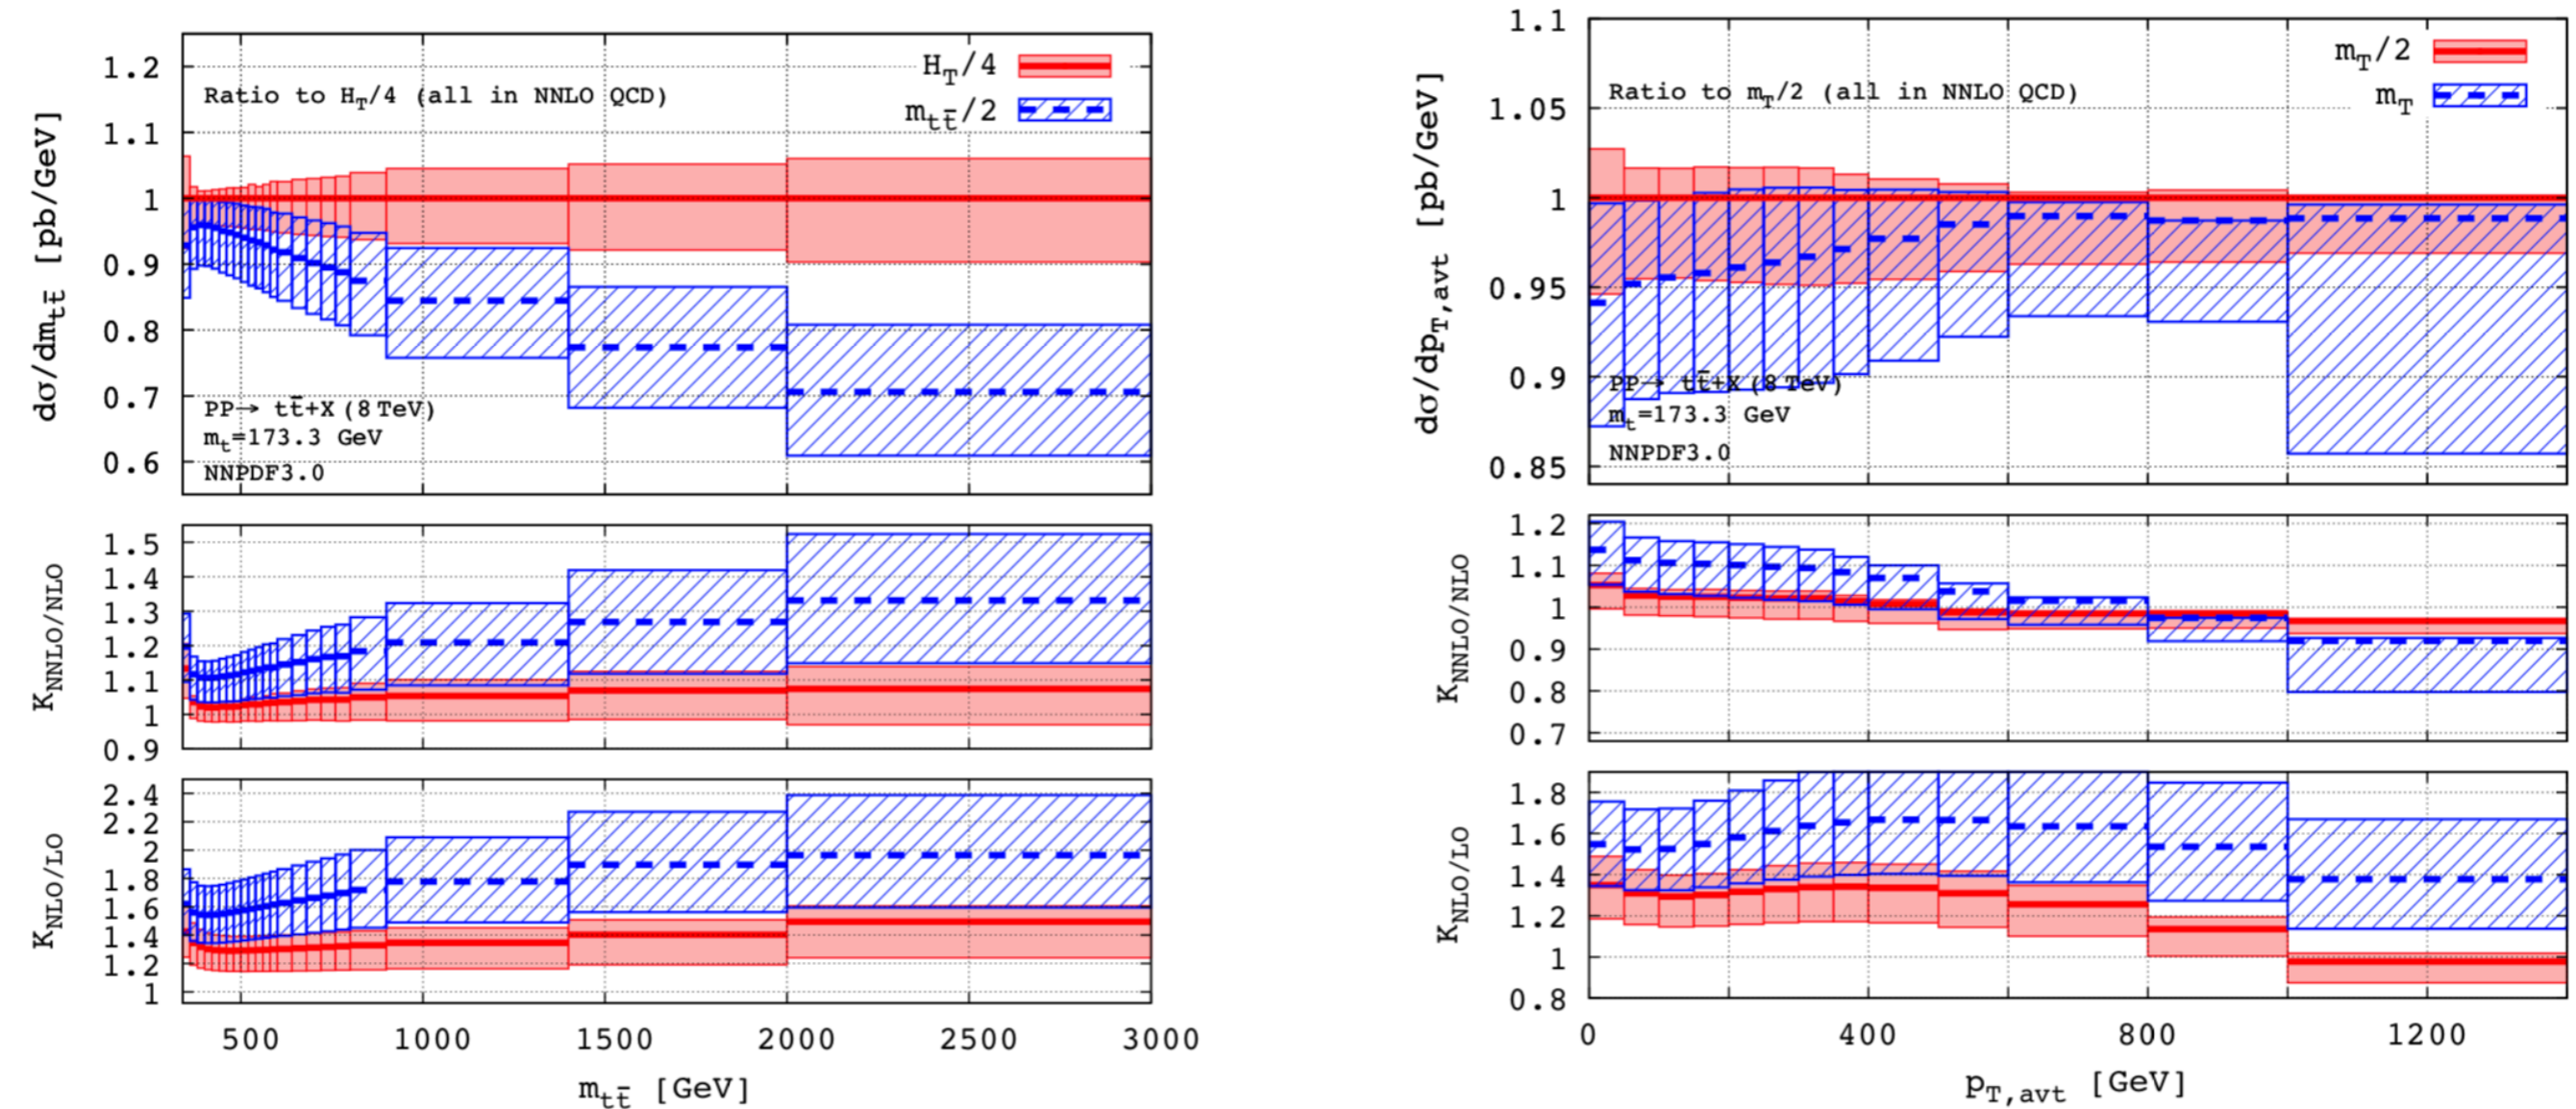 dσ/dm_tt̄ [pb/GeV]
1.2
1.1
1
0.9
0.8
0.7
0.6
Ratio to H_T/4 (all in NNLO QCD)
H_T/4
m_tt̄/2
PP→ tt̄+X (8 TeV)
m_t=173.3 GeV
NNPDF3.0
K_NNLO/NLO
1.5
1.4
1.3
1.2
1.1
1
0.9
K_NLO/LO
2.4
2.2
2
1.8
1.6
1.4
1.2
1
500 1000 1500 2000 2500 3000
m_tt̄ [GeV]
dσ/dp_T,avt [pb/GeV]
1.1
1.05
1
0.95
0.9
0.85
Ratio to m_T/2 (all in NNLO QCD)
m_T/2
m_T
PP→ tt̄+X (8 TeV)
m_t=173.3 GeV
NNPDF3.0
K_NNLO/NLO
1.2
1.1
1
0.9
0.8
0.7
K_NLO/LO
1.8
1.6
1.4
1.2
1
0.8
0 400 800 1200
p_T,avt [GeV]